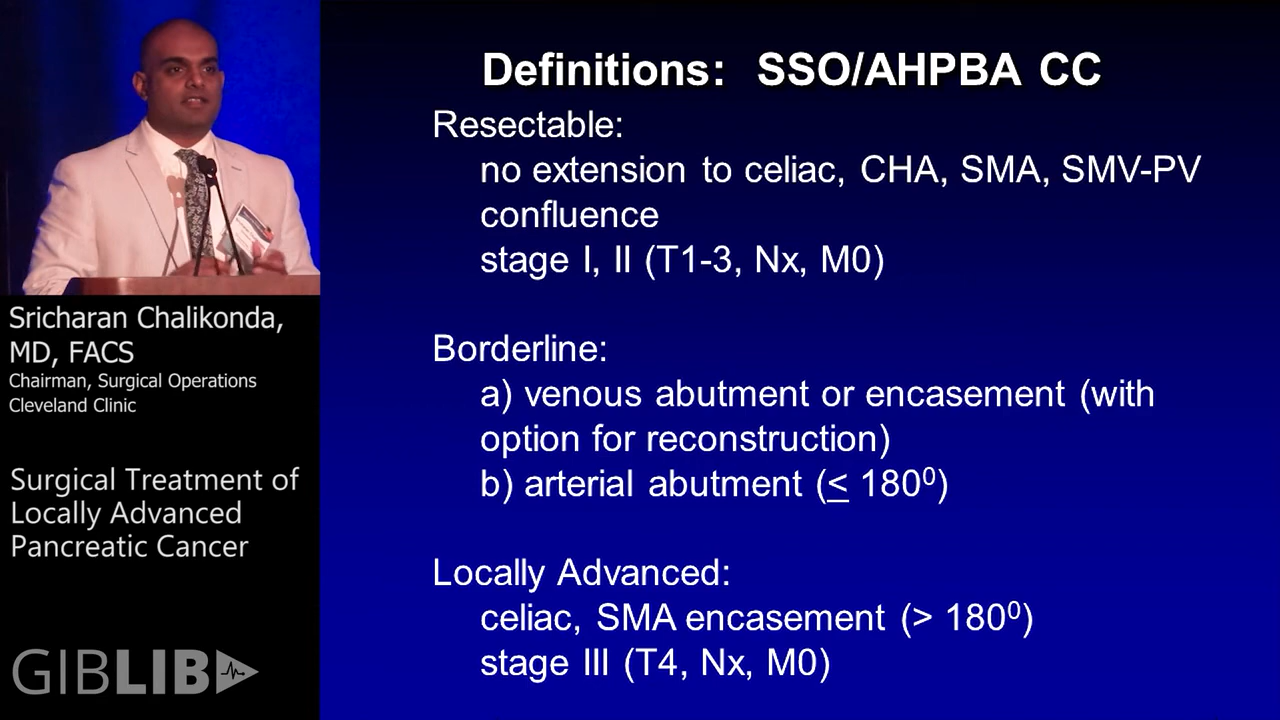 Definitions: SSO/AHPBA CC
Resectable:
no extension to celiac, CHA, SMA, SMV-PV
confluence
stage I, II (T1-3, Nx, M0)
Borderline:
a) venous abutment or encasement (with
option for reconstruction)
b) arterial abutment (≤ 180⁰)
Locally Advanced:
celiac, SMA encasement (> 180⁰)
stage III (T4, Nx, M0)
Sricharan Chalikonda,
MD, FACS
Chairman, Surgical Operations
Cleveland Clinic
Surgical Treatment of
Locally Advanced
Pancreatic Cancer
GIBLIB